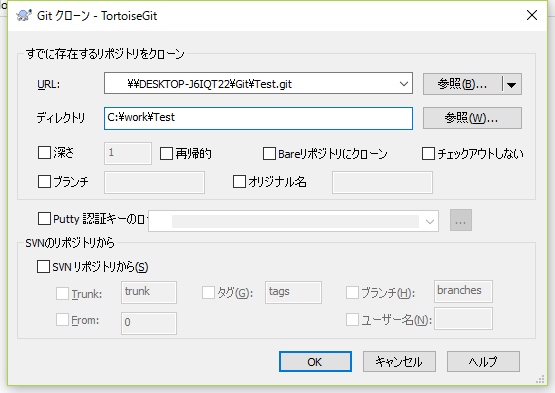 Git クローン - TortoiseGit
すでに存在するリポジトリをクローン
URL: ¥¥DESKTOP-J6IQT22¥Git¥Test.git 参照(B)...
ディレクトリ C:¥work¥Test 参照(W)...
深さ 1 再帰的 Bareリポジトリにクローン チェックアウトしない
ブランチ オリジナル名
Putty 認証キーのロ
...
SVNのリポジトリから
SVN リポジトリから(S)
Trunk: trunk タグ(G): tags ブランチ(H): branches
From: 0 ユーザー名(N):
OK キャンセル ヘルプ